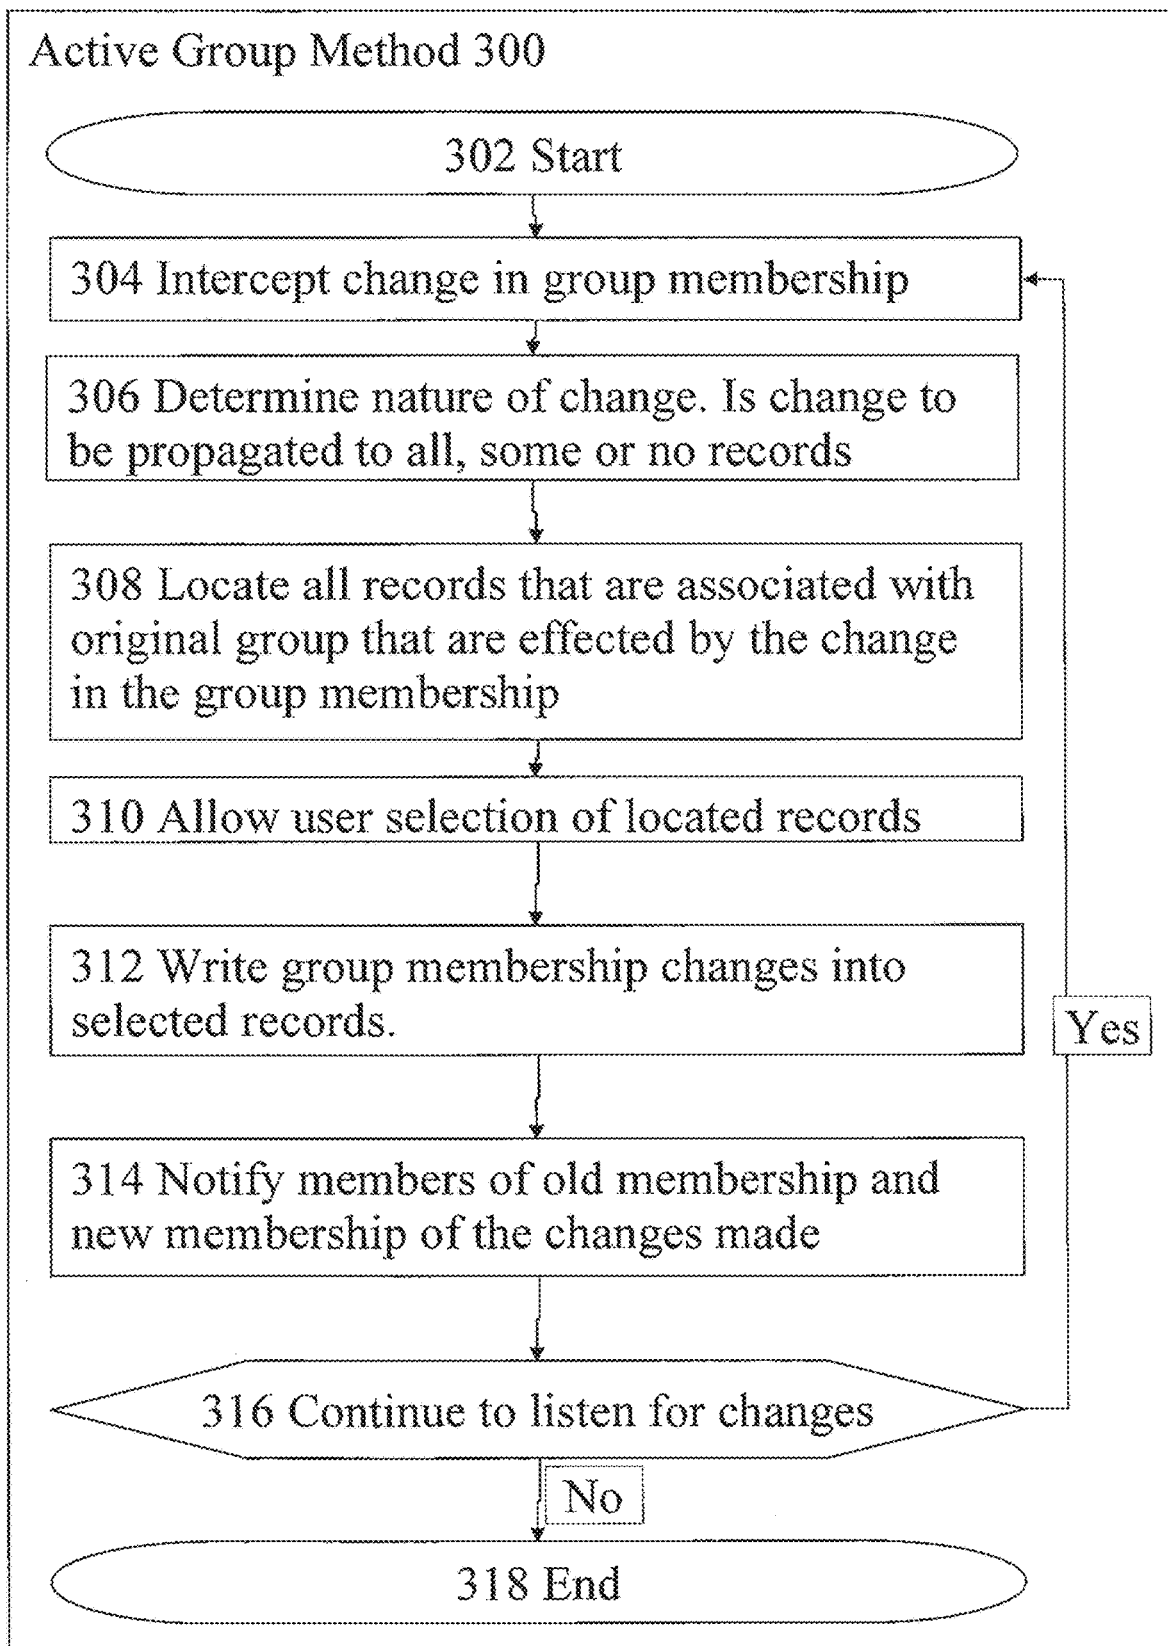 Active Group Method 300
302 Start
304 Intercept change in group membership
306 Determine nature of change. Is change to
be propagated to all, some or no records
308 Locate all records that are associated with
original group that are effected by the change
in the group membership
310 Allow user selection of located records
312 Write group membership changes into
selected records.
Yes
314 Notify members of old membership and
new membership of the changes made
316 Continue to listen for changes
No
318 End